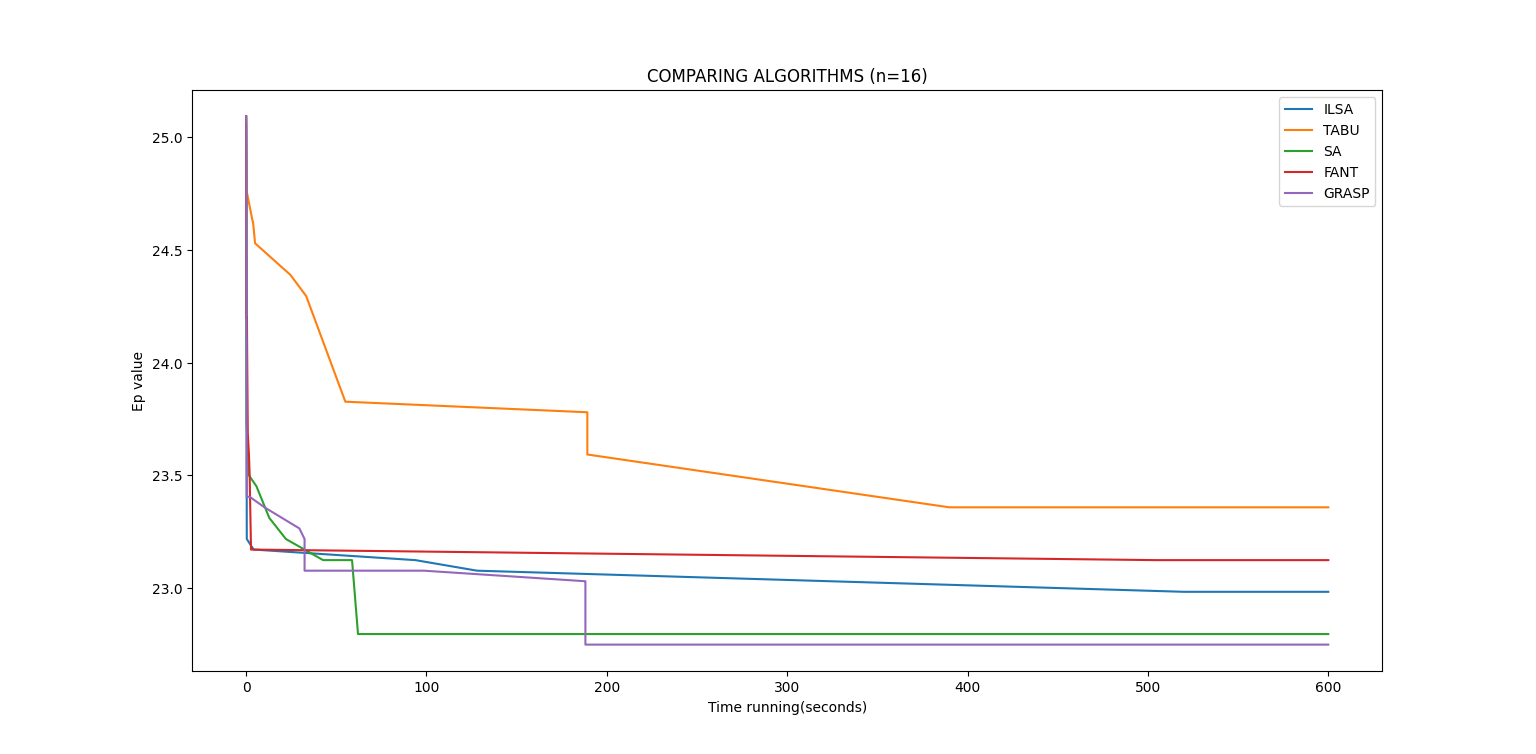 COMPARING ALGORITHMS (n=16)
ILSA
TABU
SA
FANT
GRASP
25.0
24.5
24.0
23.5
23.0
Ep value
0 100 200 300 400 500 600
Time running(seconds)